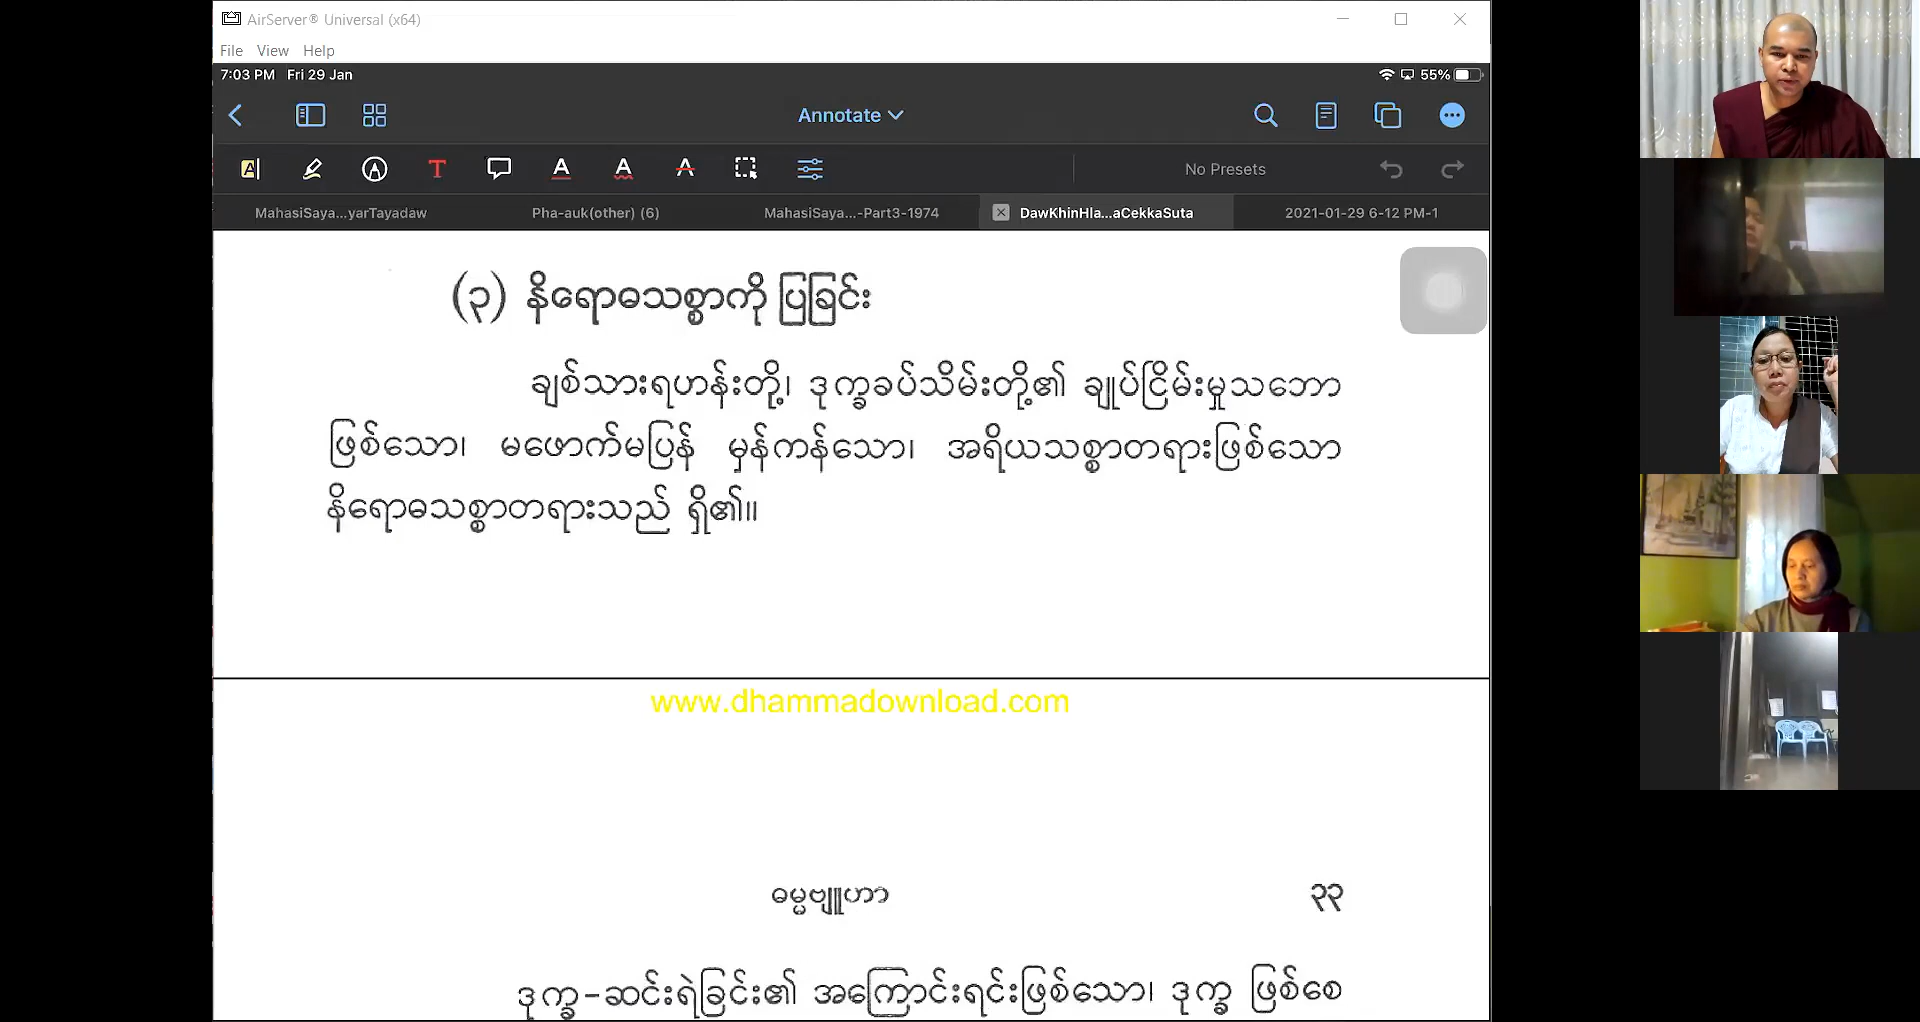 AirServer® Universal (x64)
File View Help
7:03 PM Fri 29 Jan
55%
Annotate
No Presets
MahasiSaya...yarTayadaw
Pha-auk(other) (6)
MahasiSaya...-Part3-1974
DawKhinHla...aCekkaSuta
2021-01-29 6-12 PM-1
(၃) နိရောဓသစ္စာကို ပြခြင်း
ချစ်သားရဟန်းတို့၊ ဒုက္ခခပ်သိမ်းတို့၏ ချုပ်ငြိမ်းမှုသဘော
ဖြစ်သော၊ မဖောက်မပြန် မှန်ကန်သော၊ အရိယသစ္စာတရားဖြစ်သော
နိရောဓသစ္စာတရားသည် ရှိ၏။
www.dhammadownload.com
ဓမ္မဗျူဟာ
၃၃
ဒုက္ခ-ဆင်းရဲခြင်း၏ အကြောင်းရင်းဖြစ်သော၊ ဒုက္ခ ဖြစ်စေ